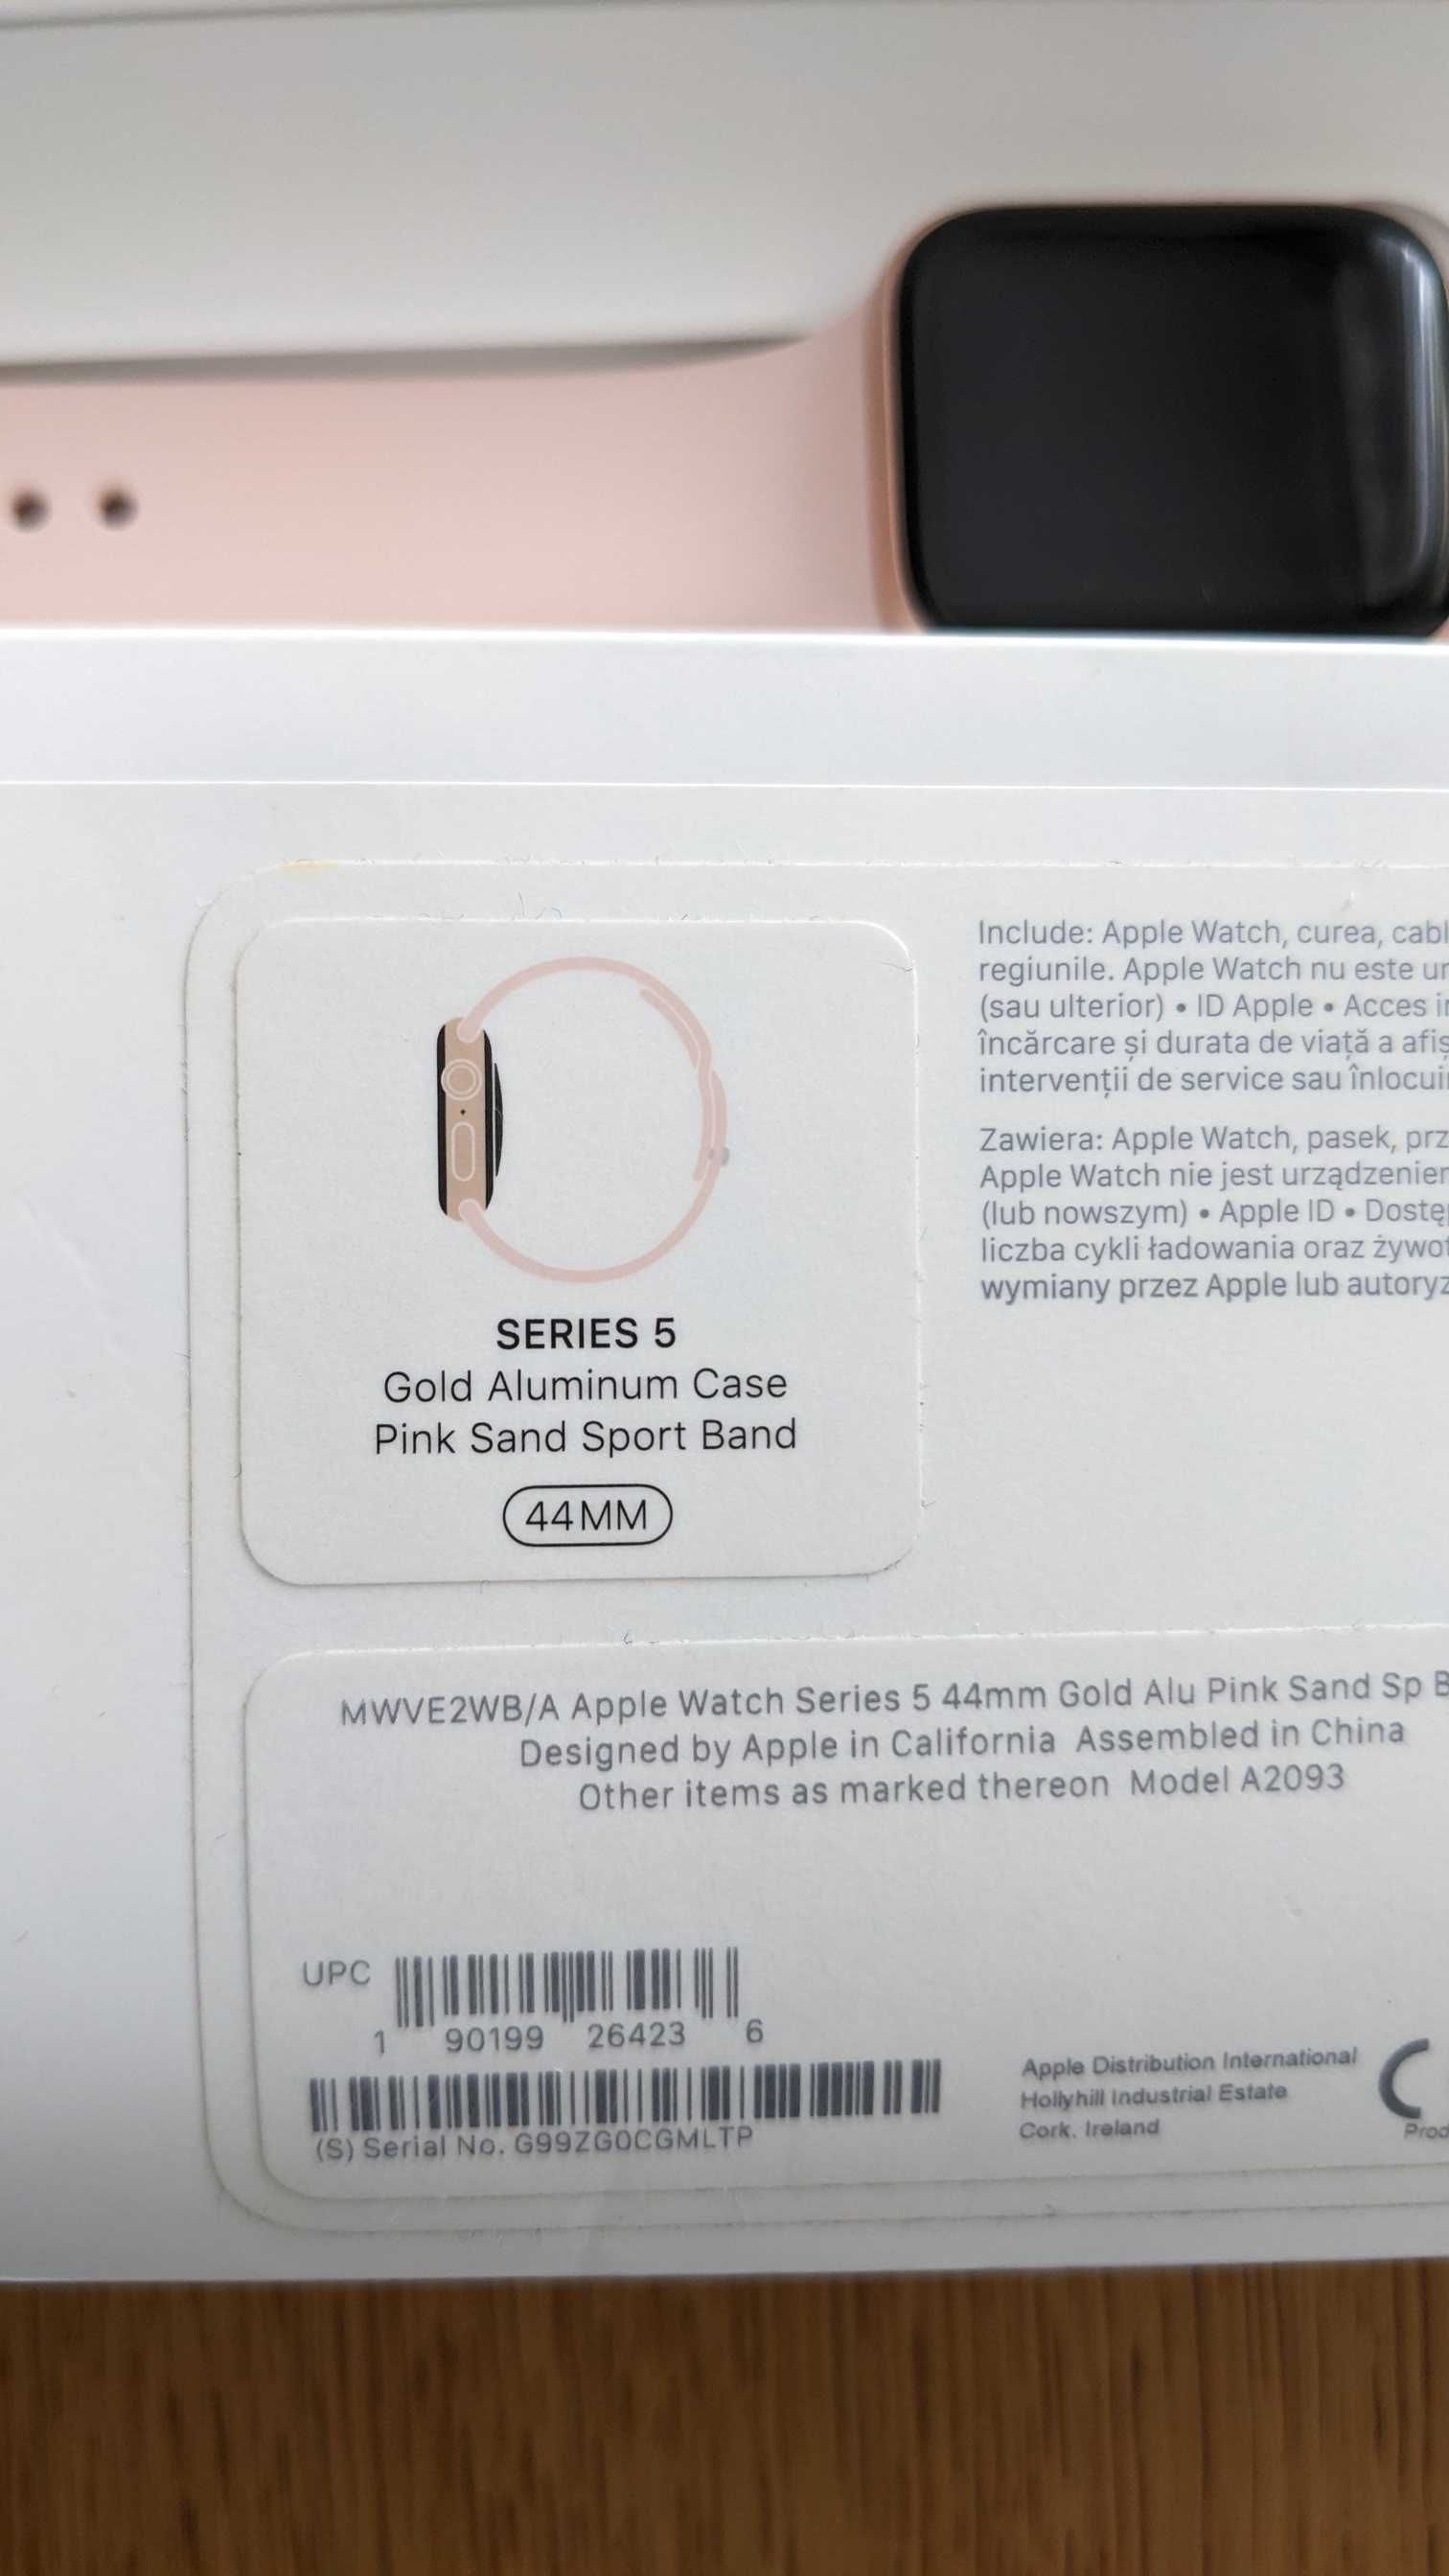 SERIES 5
Gold Aluminum Case
Pink Sand Sport Band
44MM
Include: Apple Watch, curea, cabl
regiunile. Apple Watch nu este ur
(sau ulterior) • ID Apple • Acces in
încărcare și durata de viață a afiș
intervenții de service sau înlocuir
Zawiera: Apple Watch, pasek, prz
Apple Watch nie jest urządzenier
(lub nowszym) • Apple ID • Dostęp
liczba cykli ładowania oraz żywot
wymiany przez Apple lub autoryz
MWVE2WB/A Apple Watch Series 5 44mm Gold Alu Pink Sand Sp B
Designed by Apple in California Assembled in China
Other items as marked thereon Model A2093
UPC
1 90199 26423 6
(S) Serial No. G99ZG0CGMLTP
Apple Distribution International
Hollyhill Industrial Estate
Cork, Ireland
Prod